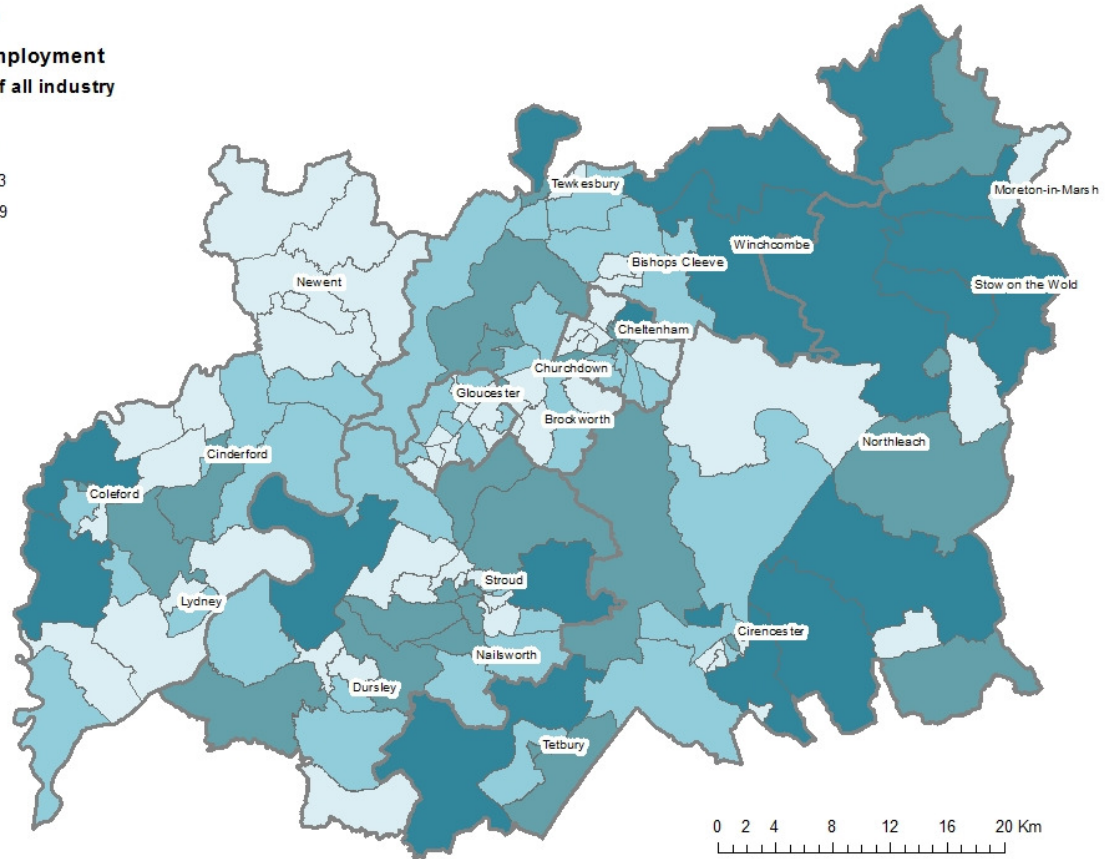 mployment
f all industry
3
9
Tewkesbury
Moreton-in-Marsh
Winchcombe
Bishops Cleeve
Newent
Stow on the Wold
Cheltenham
Churchdown
Gloucester
Brockworth
Northleach
Cinderford
Coleford
Stroud
Lydney
Cirencester
Nailsworth
Dursley
Tetbury
0 2 4 8 12 16 20 Km